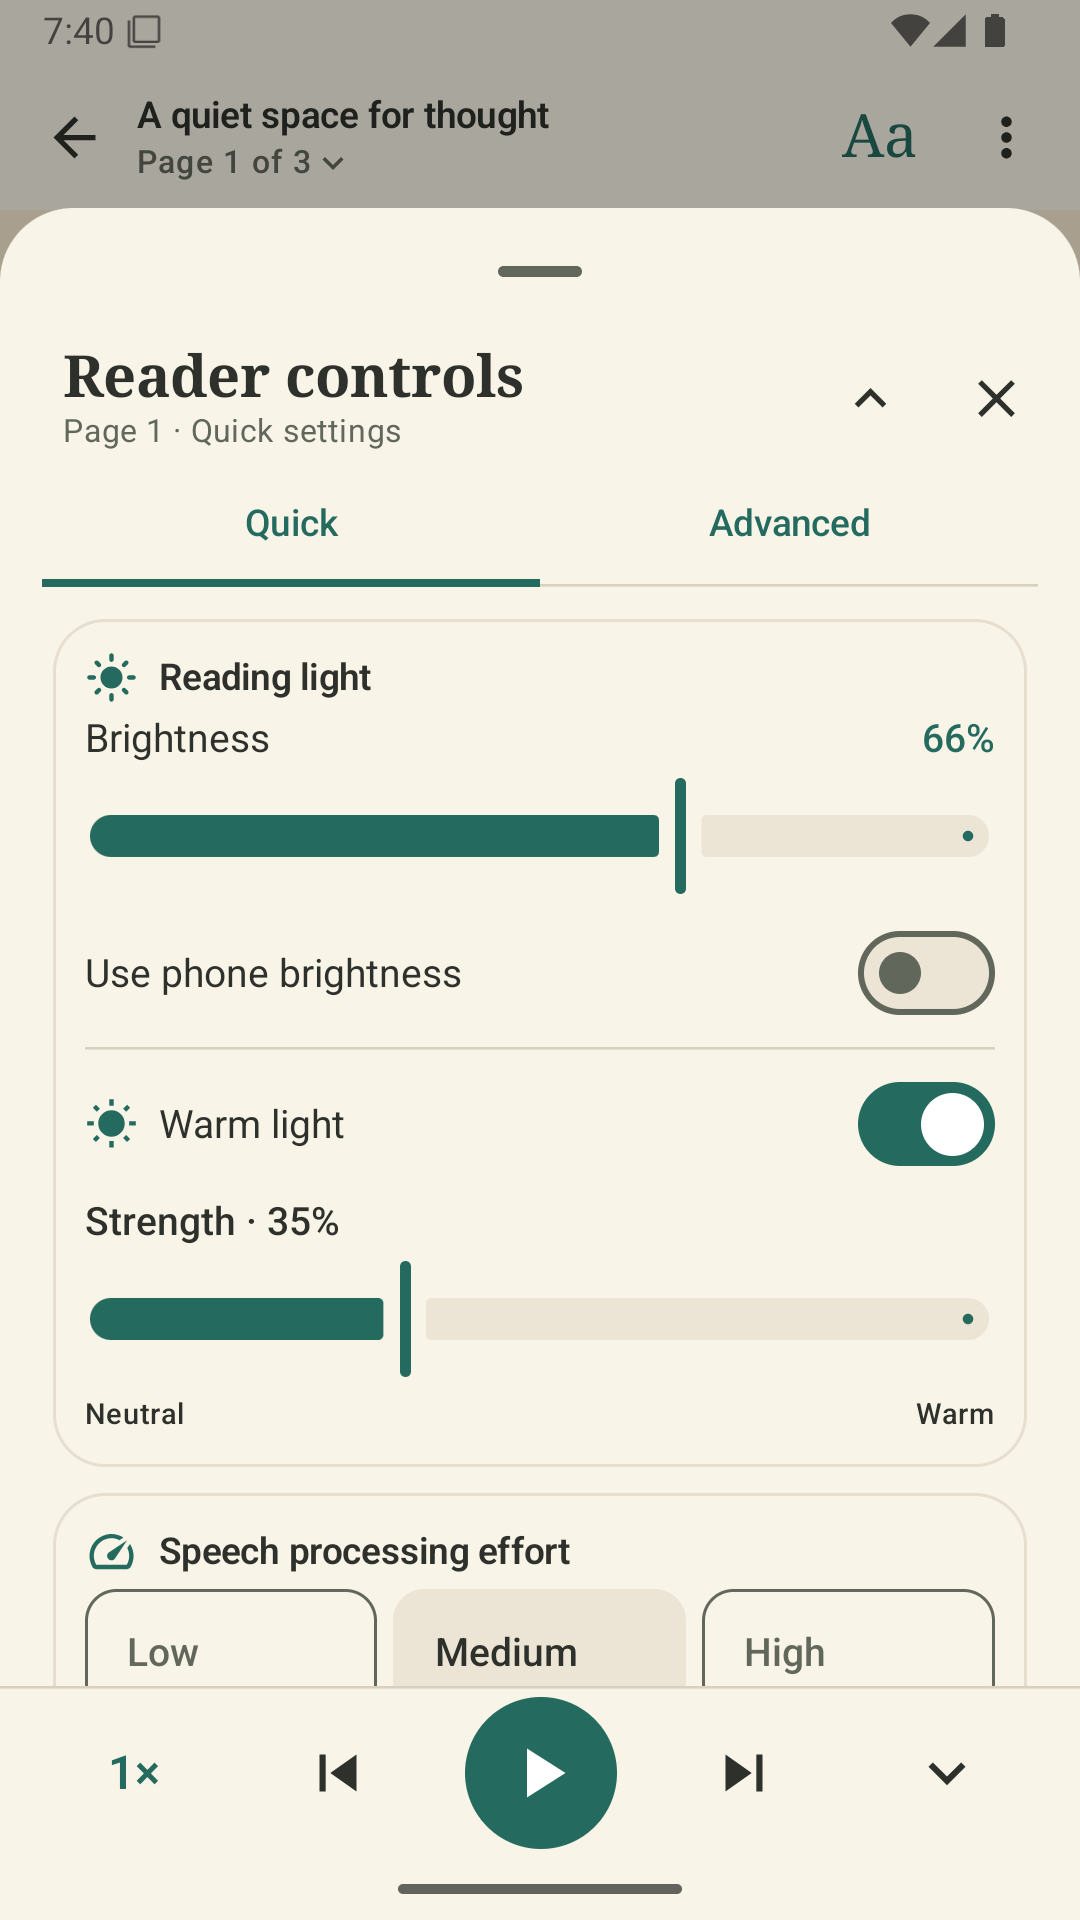 7:40
A quiet space for thought
Page 1 of 3
Aa
Reader controls
Page 1 · Quick settings
Quick
Advanced
Reading light
Brightness
66%
Use phone brightness
Warm light
Strength · 35%
Neutral
Warm
Speech processing effort
Low
Medium
High
1×